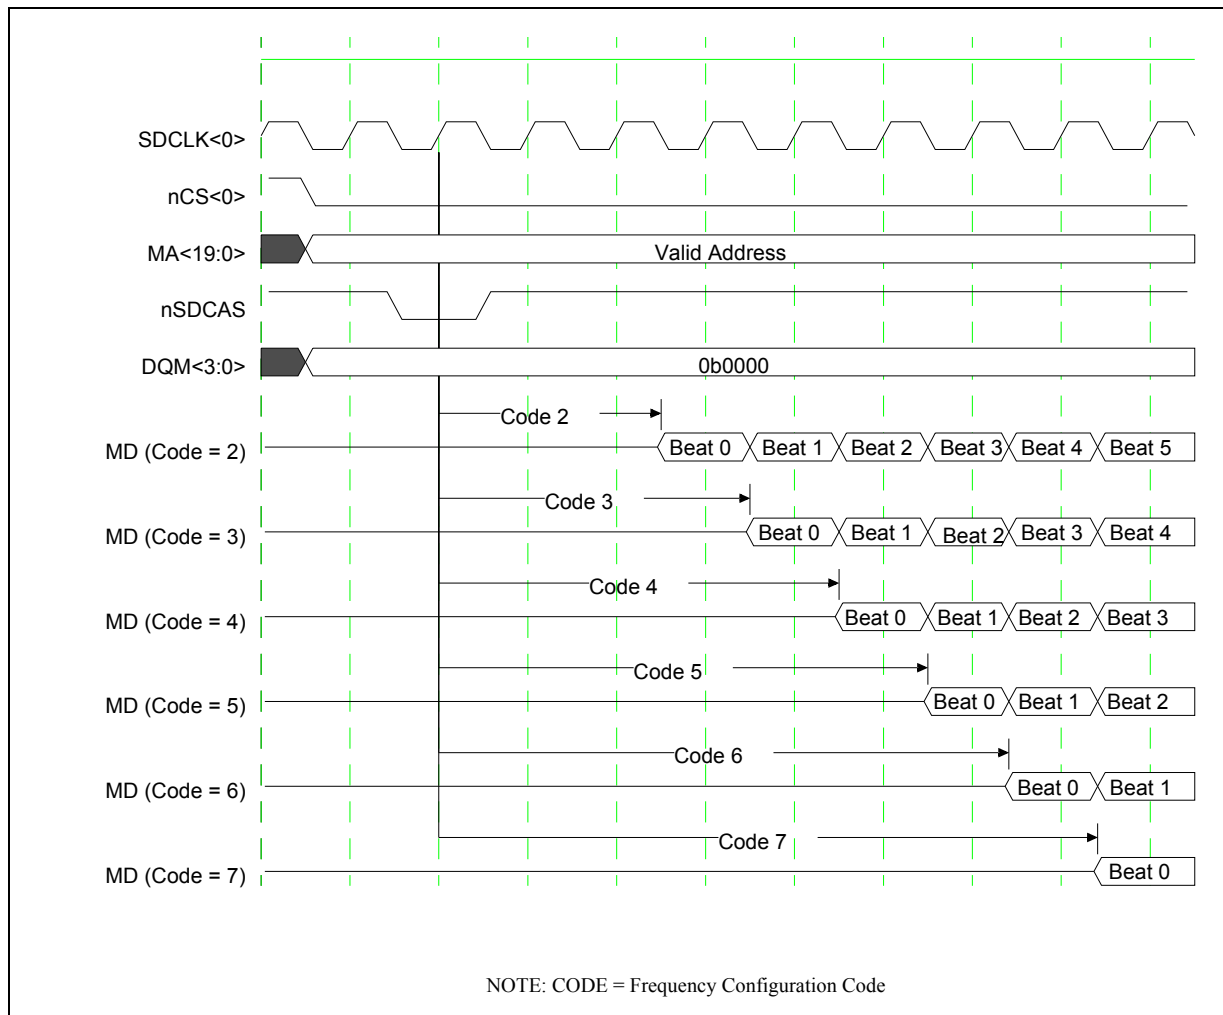 SDCLK<0>
nCS<0>
MA<19:0>
Valid Address
nSDCAS
DQM<3:0>
0b0000
Code 2
MD (Code = 2)
Beat 0 Beat 1 Beat 2 Beat 3 Beat 4 Beat 5
Code 3
MD (Code = 3)
Beat 0 Beat 1 Beat 2 Beat 3 Beat 4
Code 4
MD (Code = 4)
Beat 0 Beat 1 Beat 2 Beat 3
Code 5
MD (Code = 5)
Beat 0 Beat 1 Beat 2
Code 6
MD (Code = 6)
Beat 0 Beat 1
Code 7
MD (Code = 7)
Beat 0
NOTE: CODE = Frequency Configuration Code